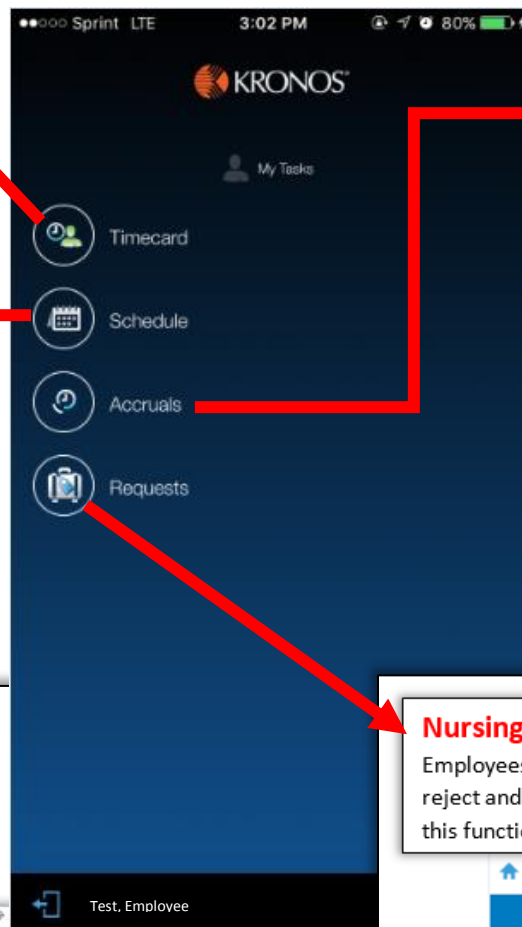 Sprint LTE 3:02 PM 80%
KRONOS
My Tasks
Timecard
Schedule
Accruals
Requests
Nursing
Employees
reject and
this functi
Test, Employee